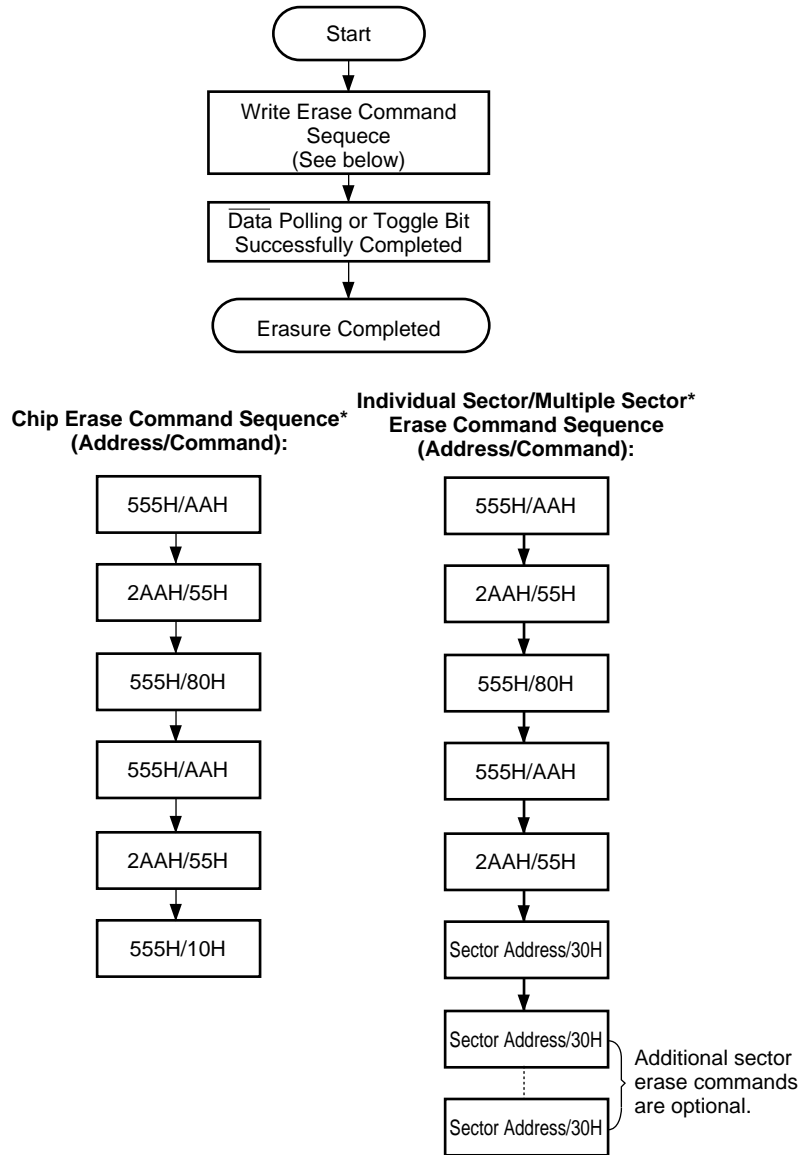 Start
Write Erase Command
Sequece
(See below)
Data Polling or Toggle Bit
Successfully Completed
Erasure Completed
Chip Erase Command Sequence*
(Address/Command):
555H/AAH
2AAH/55H
555H/80H
555H/AAH
2AAH/55H
555H/10H
Individual Sector/Multiple Sector*
Erase Command Sequence
(Address/Command):
555H/AAH
2AAH/55H
555H/80H
555H/AAH
2AAH/55H
Sector Address/30H
Sector Address/30H
Sector Address/30H
Additional sector
erase commands
are optional.